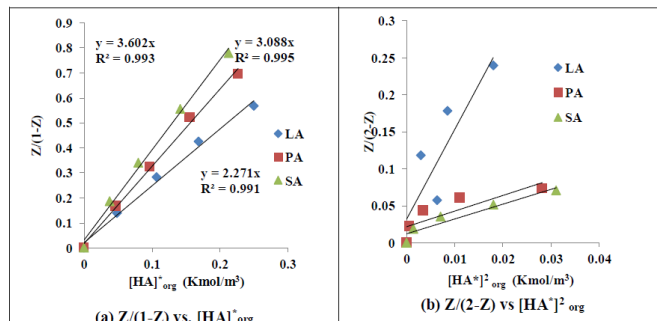 y = 3.602x
R² = 0.993
y = 3.088x
R² = 0.995
y = 2.271x
R² = 0.991
LA
PA
SA
Z/(1-Z)
0.9
0.8
0.7
0.6
0.5
0.4
0.3
0.2
0.1
0
0
0.1
0.2
0.3
[HA]*org (Kmol/m³)
(a) Z/(1-Z) vs. [HA]*org
LA
PA
SA
Z/(2-Z)
0.3
0.25
0.2
0.15
0.1
0.05
0
0
0.01
0.02
0.03
0.04
[HA*]² org (Kmol/m³)
(b) Z/(2-Z) vs [HA*]² org